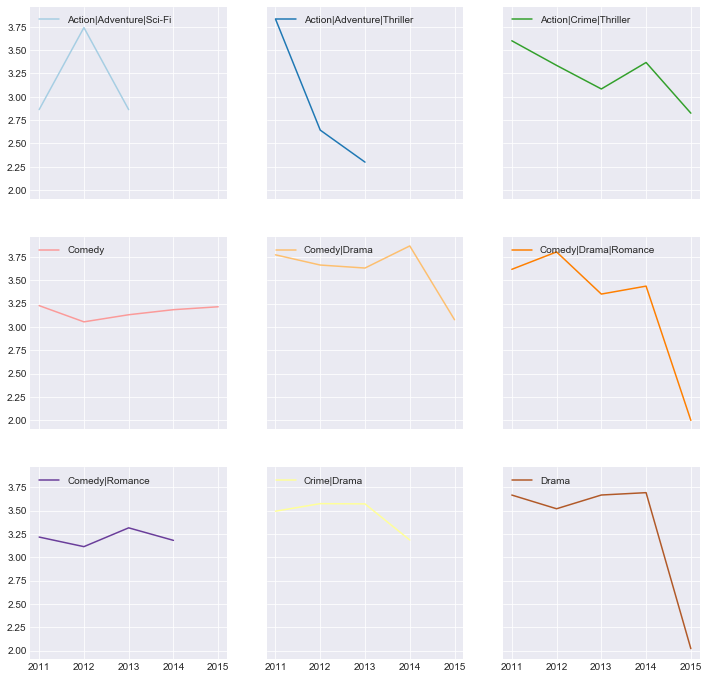 Action|Adventure|Sci-Fi
Action|Adventure|Thriller
Action|Crime|Thriller
3.75
3.50
3.25
3.00
2.75
2.50
2.25
2.00
Comedy
Comedy|Drama
Comedy|Drama|Romance
3.75
3.50
3.25
3.00
2.75
2.50
2.25
2.00
Comedy|Romance
Crime|Drama
Drama
3.75
3.50
3.25
3.00
2.75
2.50
2.25
2.00
2011 2012 2013 2014 2015
2011 2012 2013 2014 2015
2011 2012 2013 2014 2015